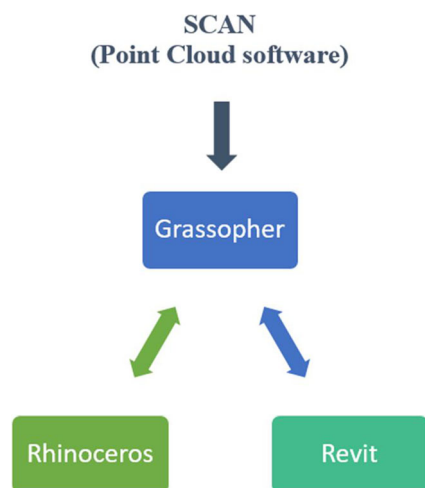 SCAN
(Point Cloud software)
Grassopher
Rhinoceros
Revit